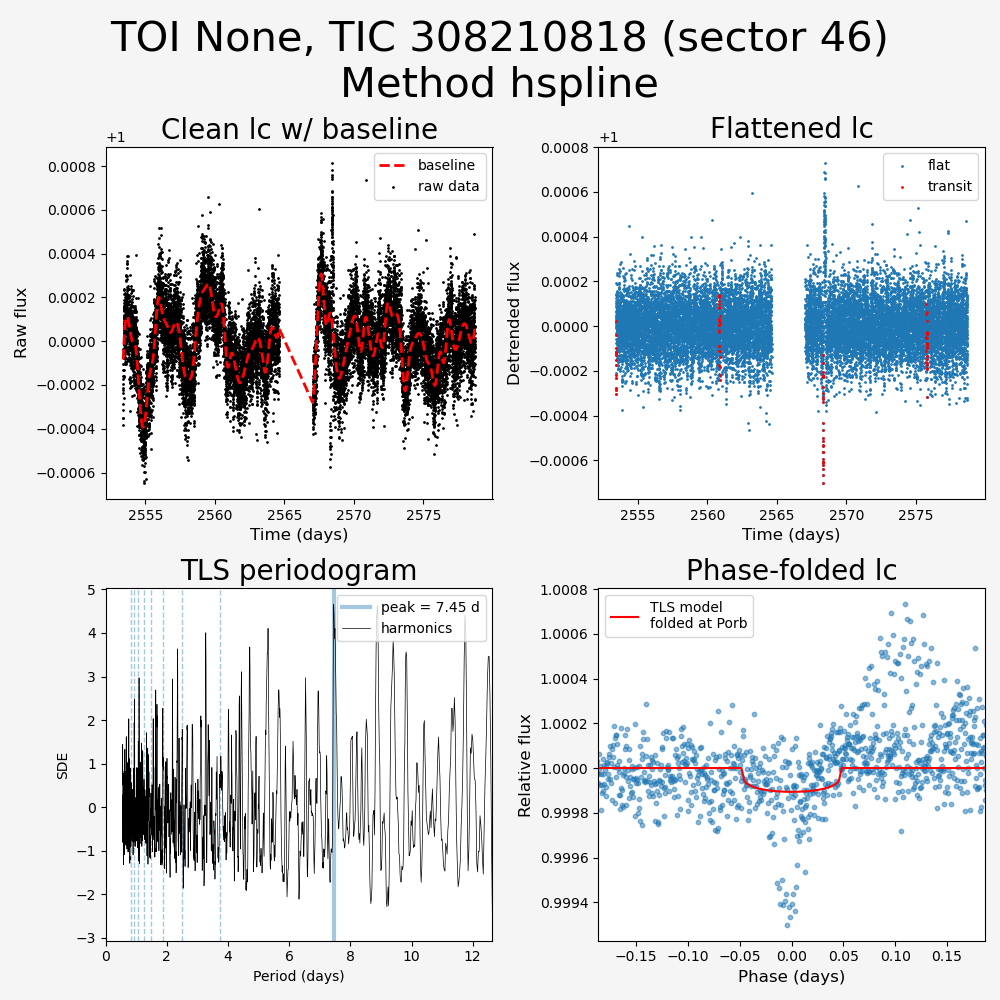 TOI None, TIC 308210818 (sector 46)
Method hspline
Clean lc w/ baseline
+1
baseline
raw data
0.0008
0.0006
0.0004
0.0002
0.0000
−0.0002
−0.0004
−0.0006
Raw flux
2555
2560
2565
2570
2575
Time (days)
Flattened lc
+1
flat
transit
0.0008
0.0006
0.0004
0.0002
0.0000
−0.0002
−0.0004
−0.0006
Detrended flux
2555
2560
2565
2570
2575
Time (days)
TLS periodogram
peak = 7.45 d
harmonics
5
4
3
2
1
0
−1
−2
−3
SDE
0
2
4
6
8
10
12
Period (days)
Phase-folded lc
TLS model
folded at Porb
1.0008
1.0006
1.0004
1.0002
1.0000
0.9998
0.9996
0.9994
Relative flux
−0.15
−0.10
−0.05
0.00
0.05
0.10
0.15
Phase (days)